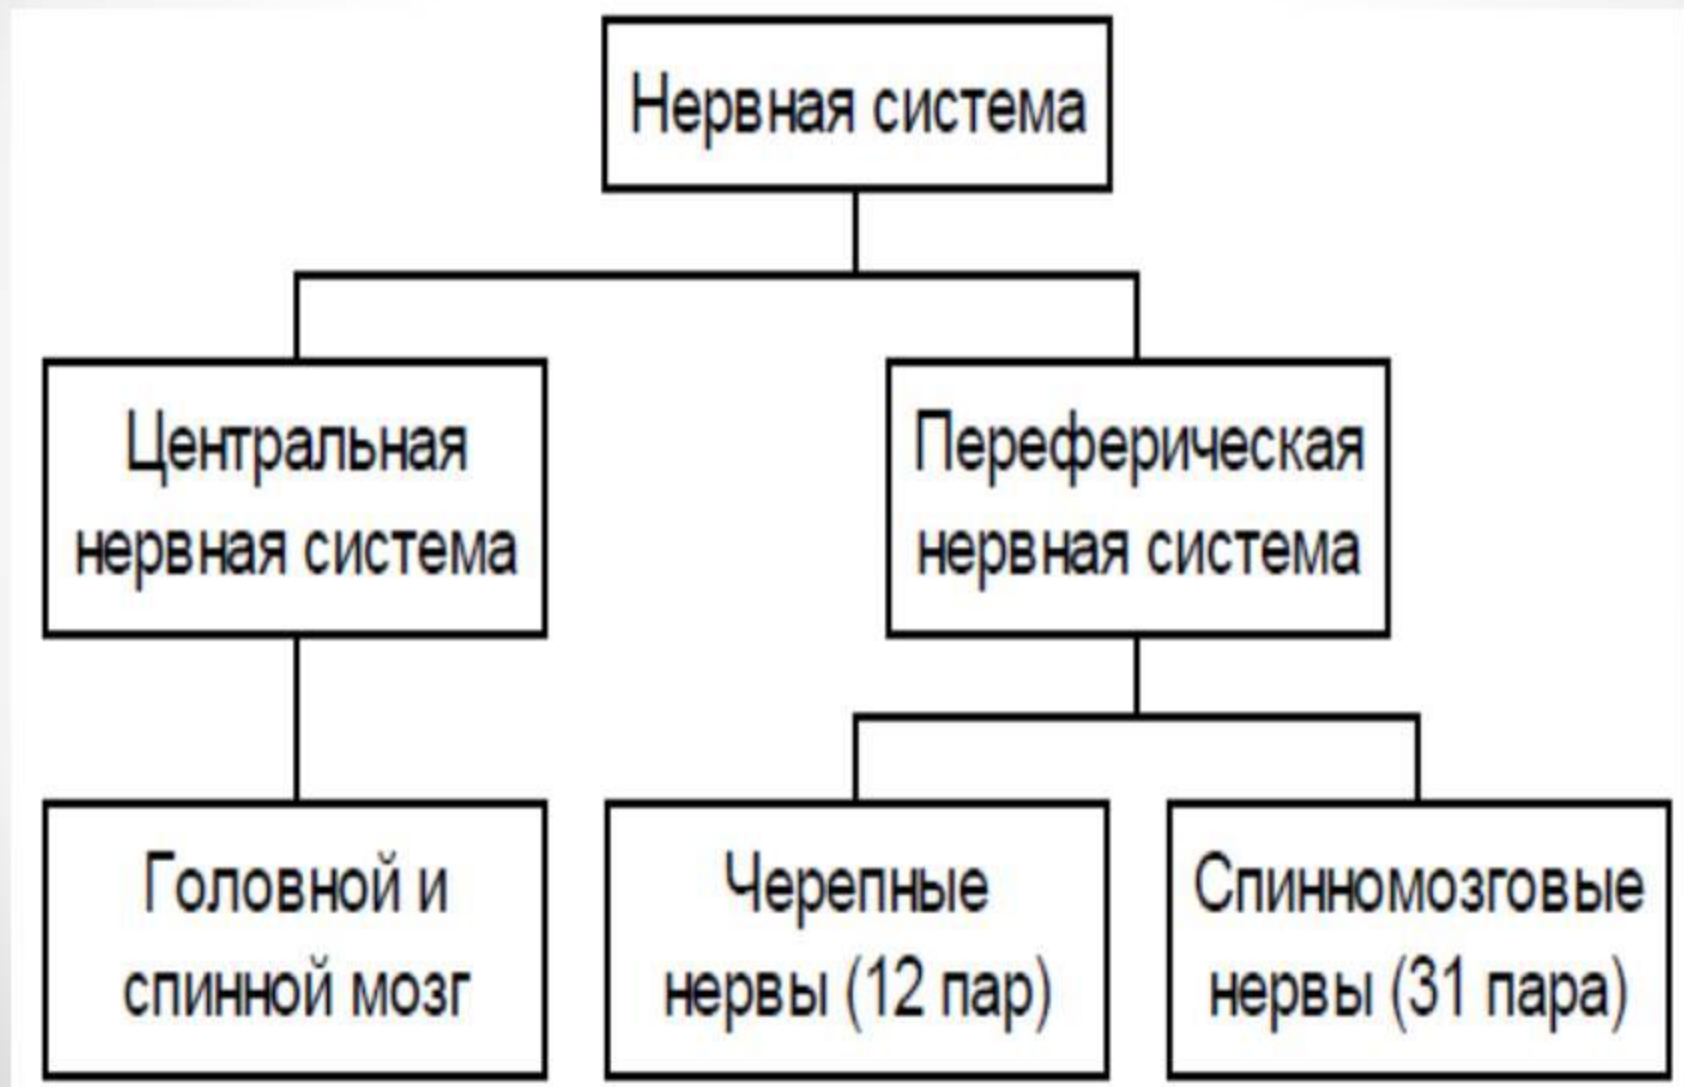 Нервная система
Центральная
нервная система
Переферическая
нервная система
Головной и
спинной мозг
Черепные
нервы (12 пар)
Спинномозговые
нервы (31 пара)